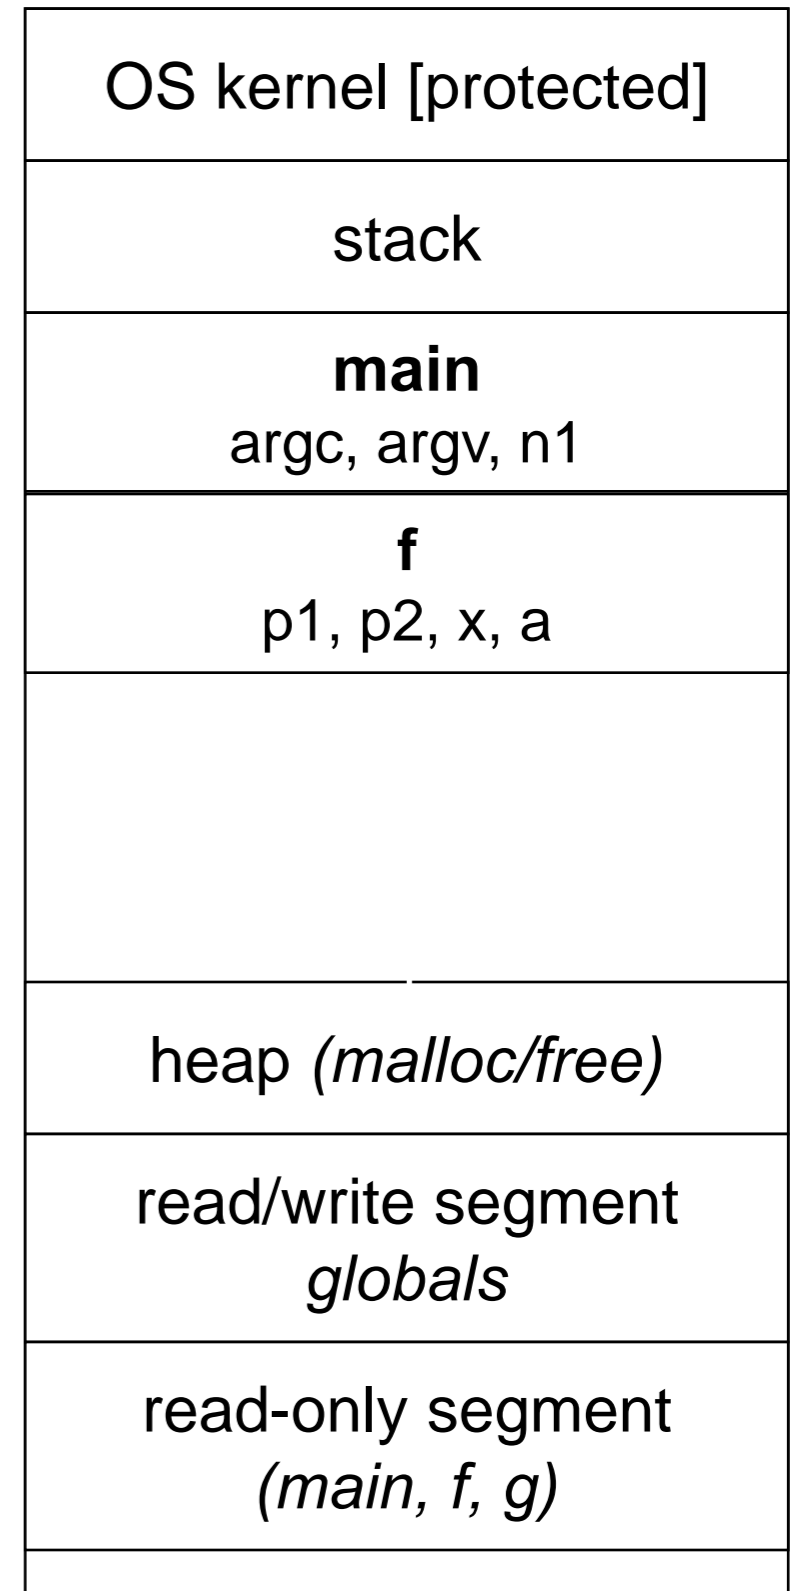 OS kernel [protected]
stack
main
argc, argv, n1
f
p1, p2, x, a
heap (malloc/free)
read/write segment
globals
read-only segment
(main, f, g)